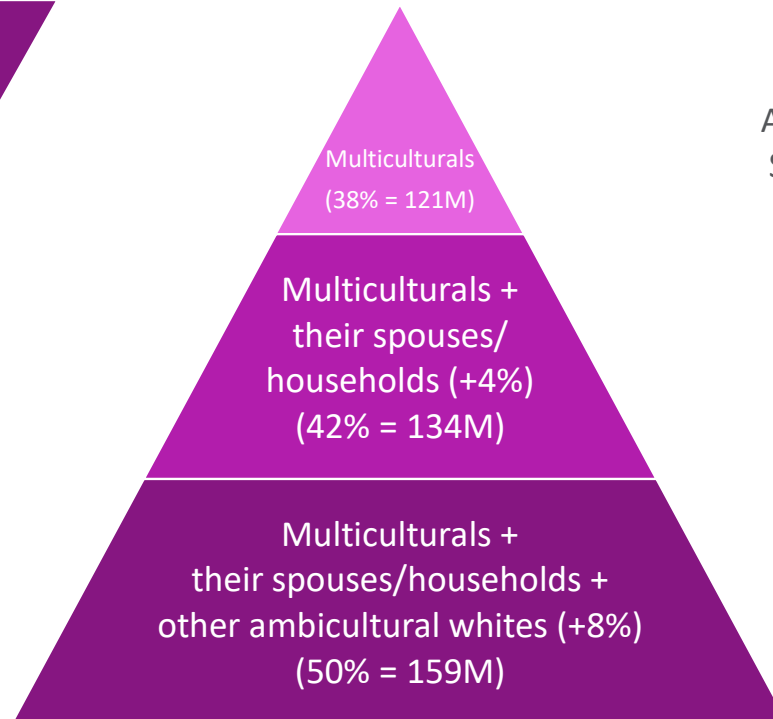 Multiculturals
(38% = 121M)
Multiculturals +
their spouses/
households (+4%)
(42% = 134M)
Multiculturals +
their spouses/households +
other ambicultural whites (+8%)
(50% = 159M)